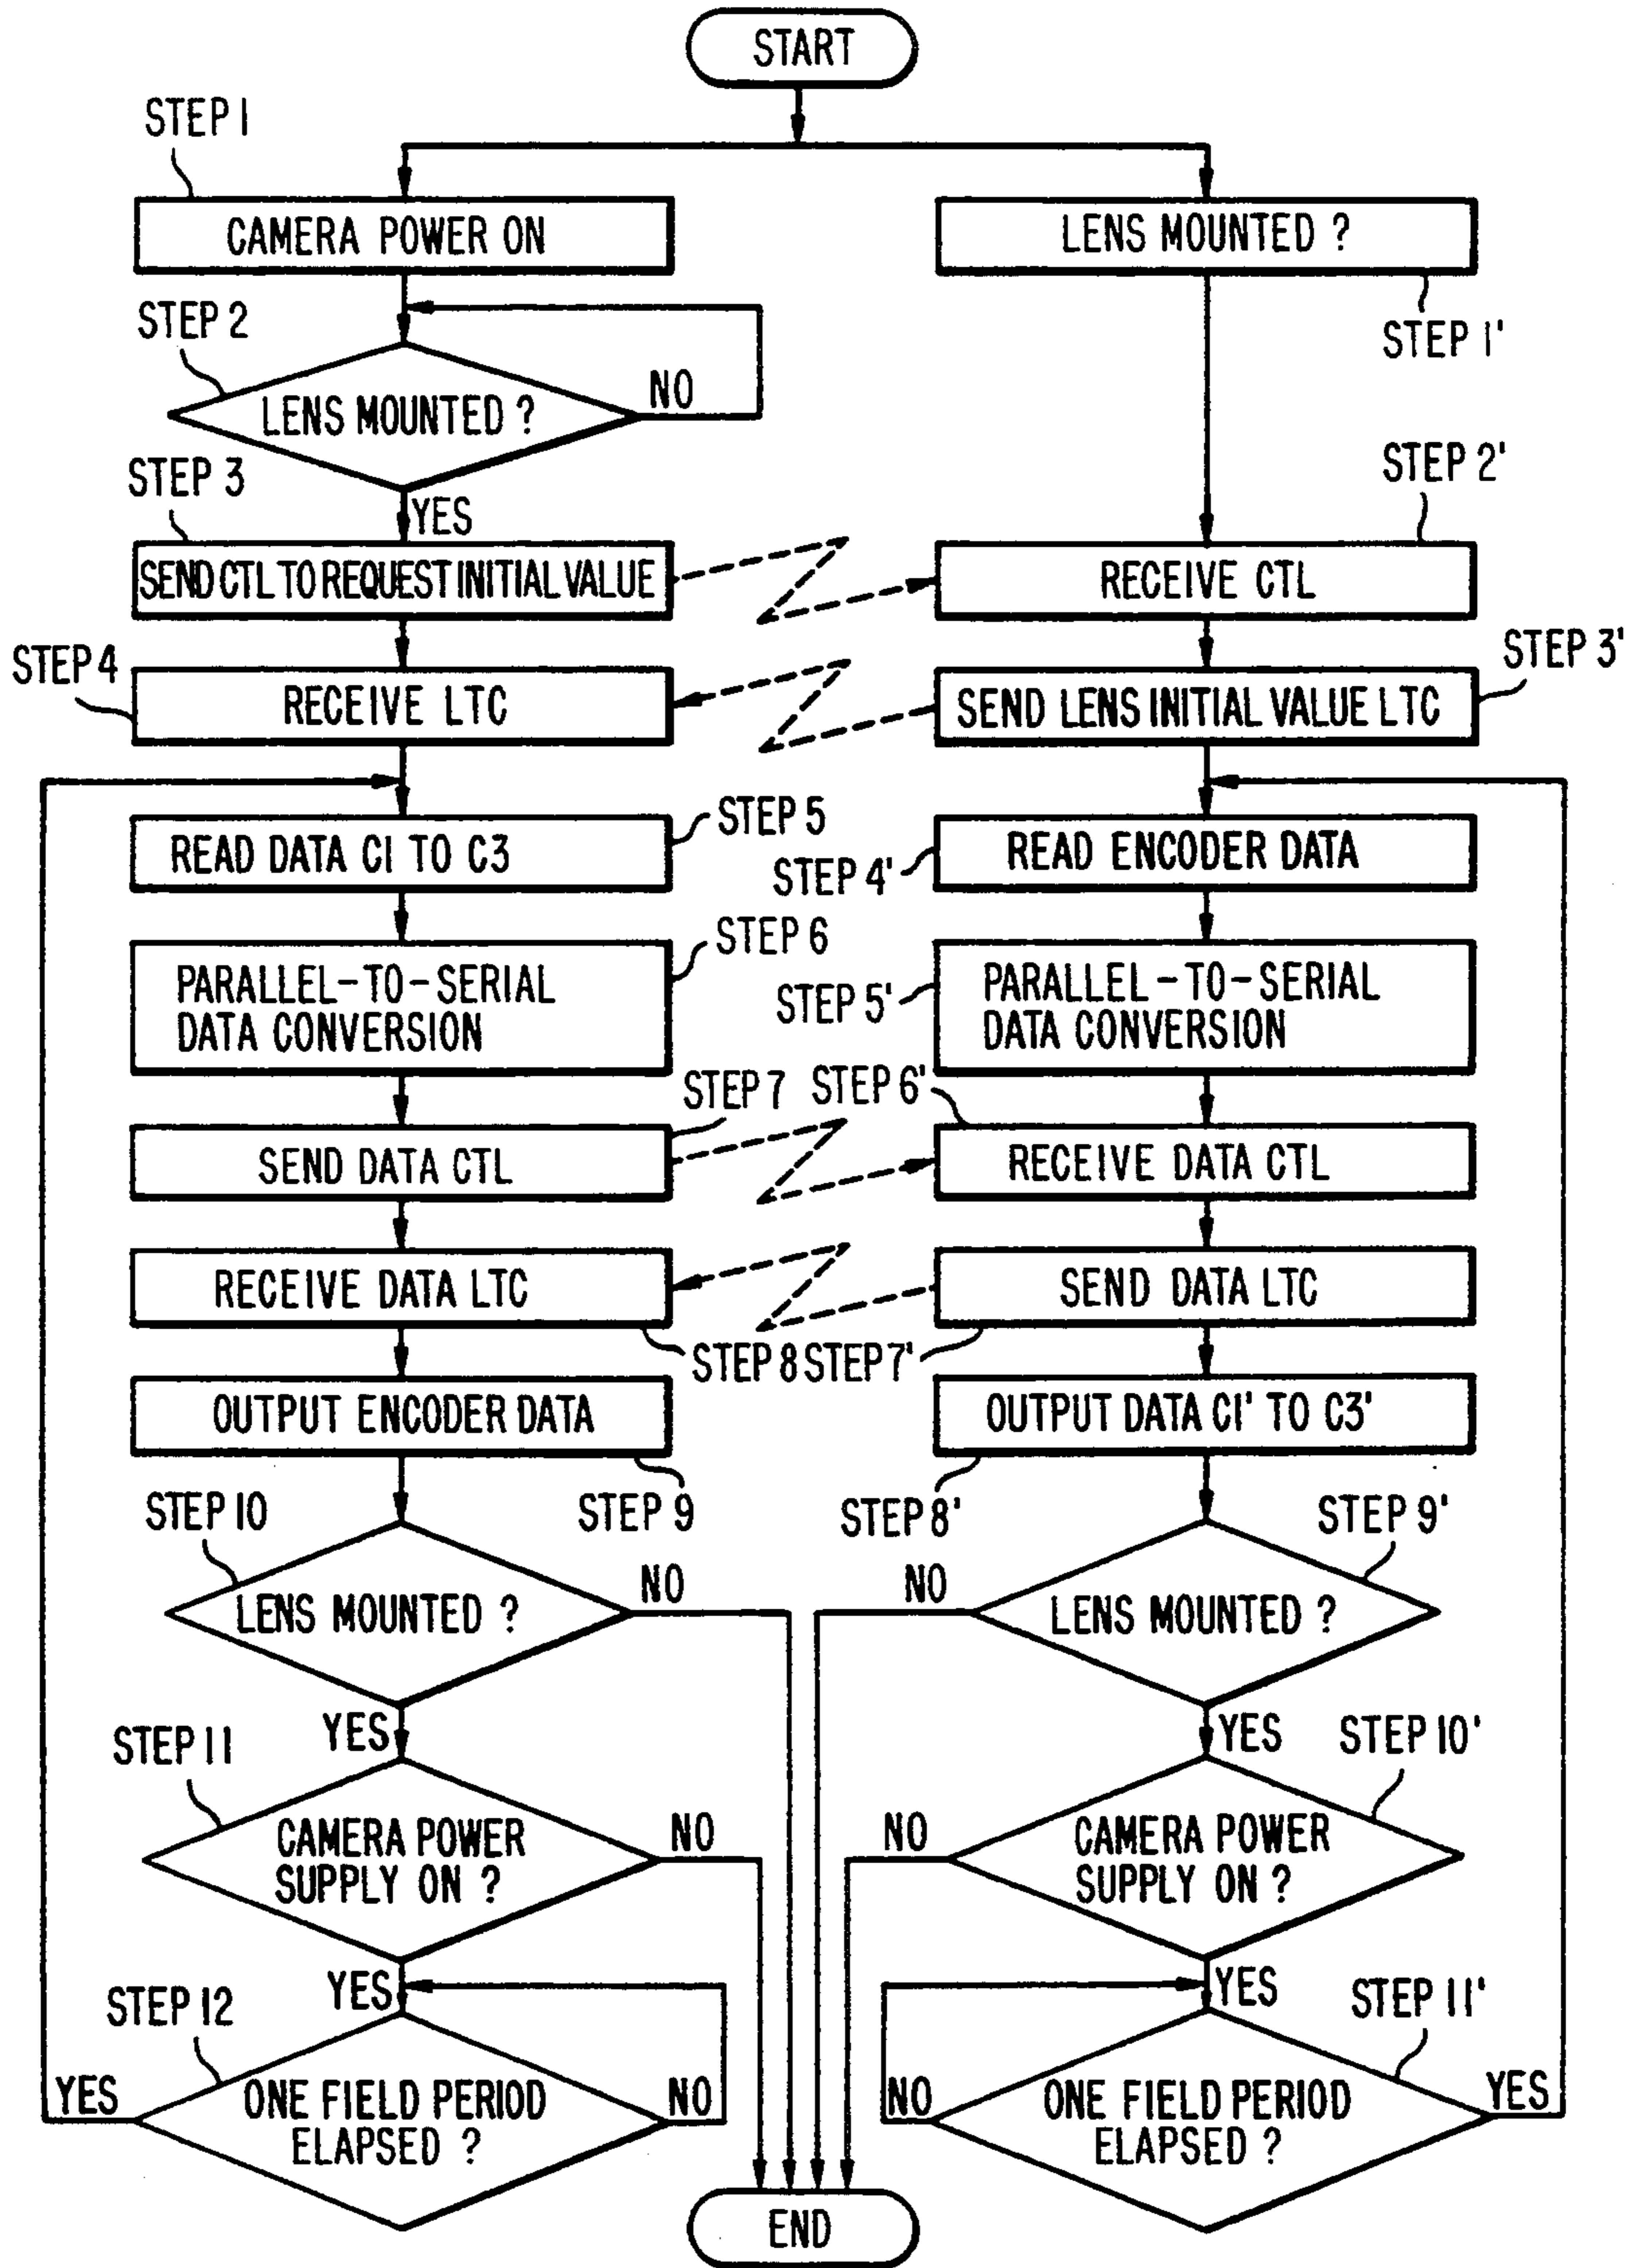 START
STEP 1
CAMERA POWER ON
LENS MOUNTED ?
STEP 1'
STEP 2
LENS MOUNTED ?
NO
YES
STEP 3
SEND CTL TO REQUEST INITIAL VALUE
STEP 2'
RECEIVE CTL
STEP 4
RECEIVE LTC
STEP 3'
SEND LENS INITIAL VALUE LTC
READ DATA C1 TO C3
STEP 5
STEP 4'
READ ENCODER DATA
PARALLEL-TO-SERIAL
DATA CONVERSION
STEP 6
STEP 5'
PARALLEL-TO-SERIAL
DATA CONVERSION
STEP 7
STEP 6'
SEND DATA CTL
RECEIVE DATA CTL
RECEIVE DATA LTC
SEND DATA LTC
STEP 8
STEP 7'
OUTPUT ENCODER DATA
OUTPUT DATA C1' TO C3'
STEP 9
STEP 8'
STEP 10
LENS MOUNTED ?
NO
YES
STEP 9'
LENS MOUNTED ?
NO
YES
STEP 11
CAMERA POWER
SUPPLY ON ?
NO
YES
STEP 10'
CAMERA POWER
SUPPLY ON ?
NO
YES
STEP 12
ONE FIELD PERIOD
ELAPSED ?
YES
NO
STEP 11'
ONE FIELD PERIOD
ELAPSED ?
NO
YES
END